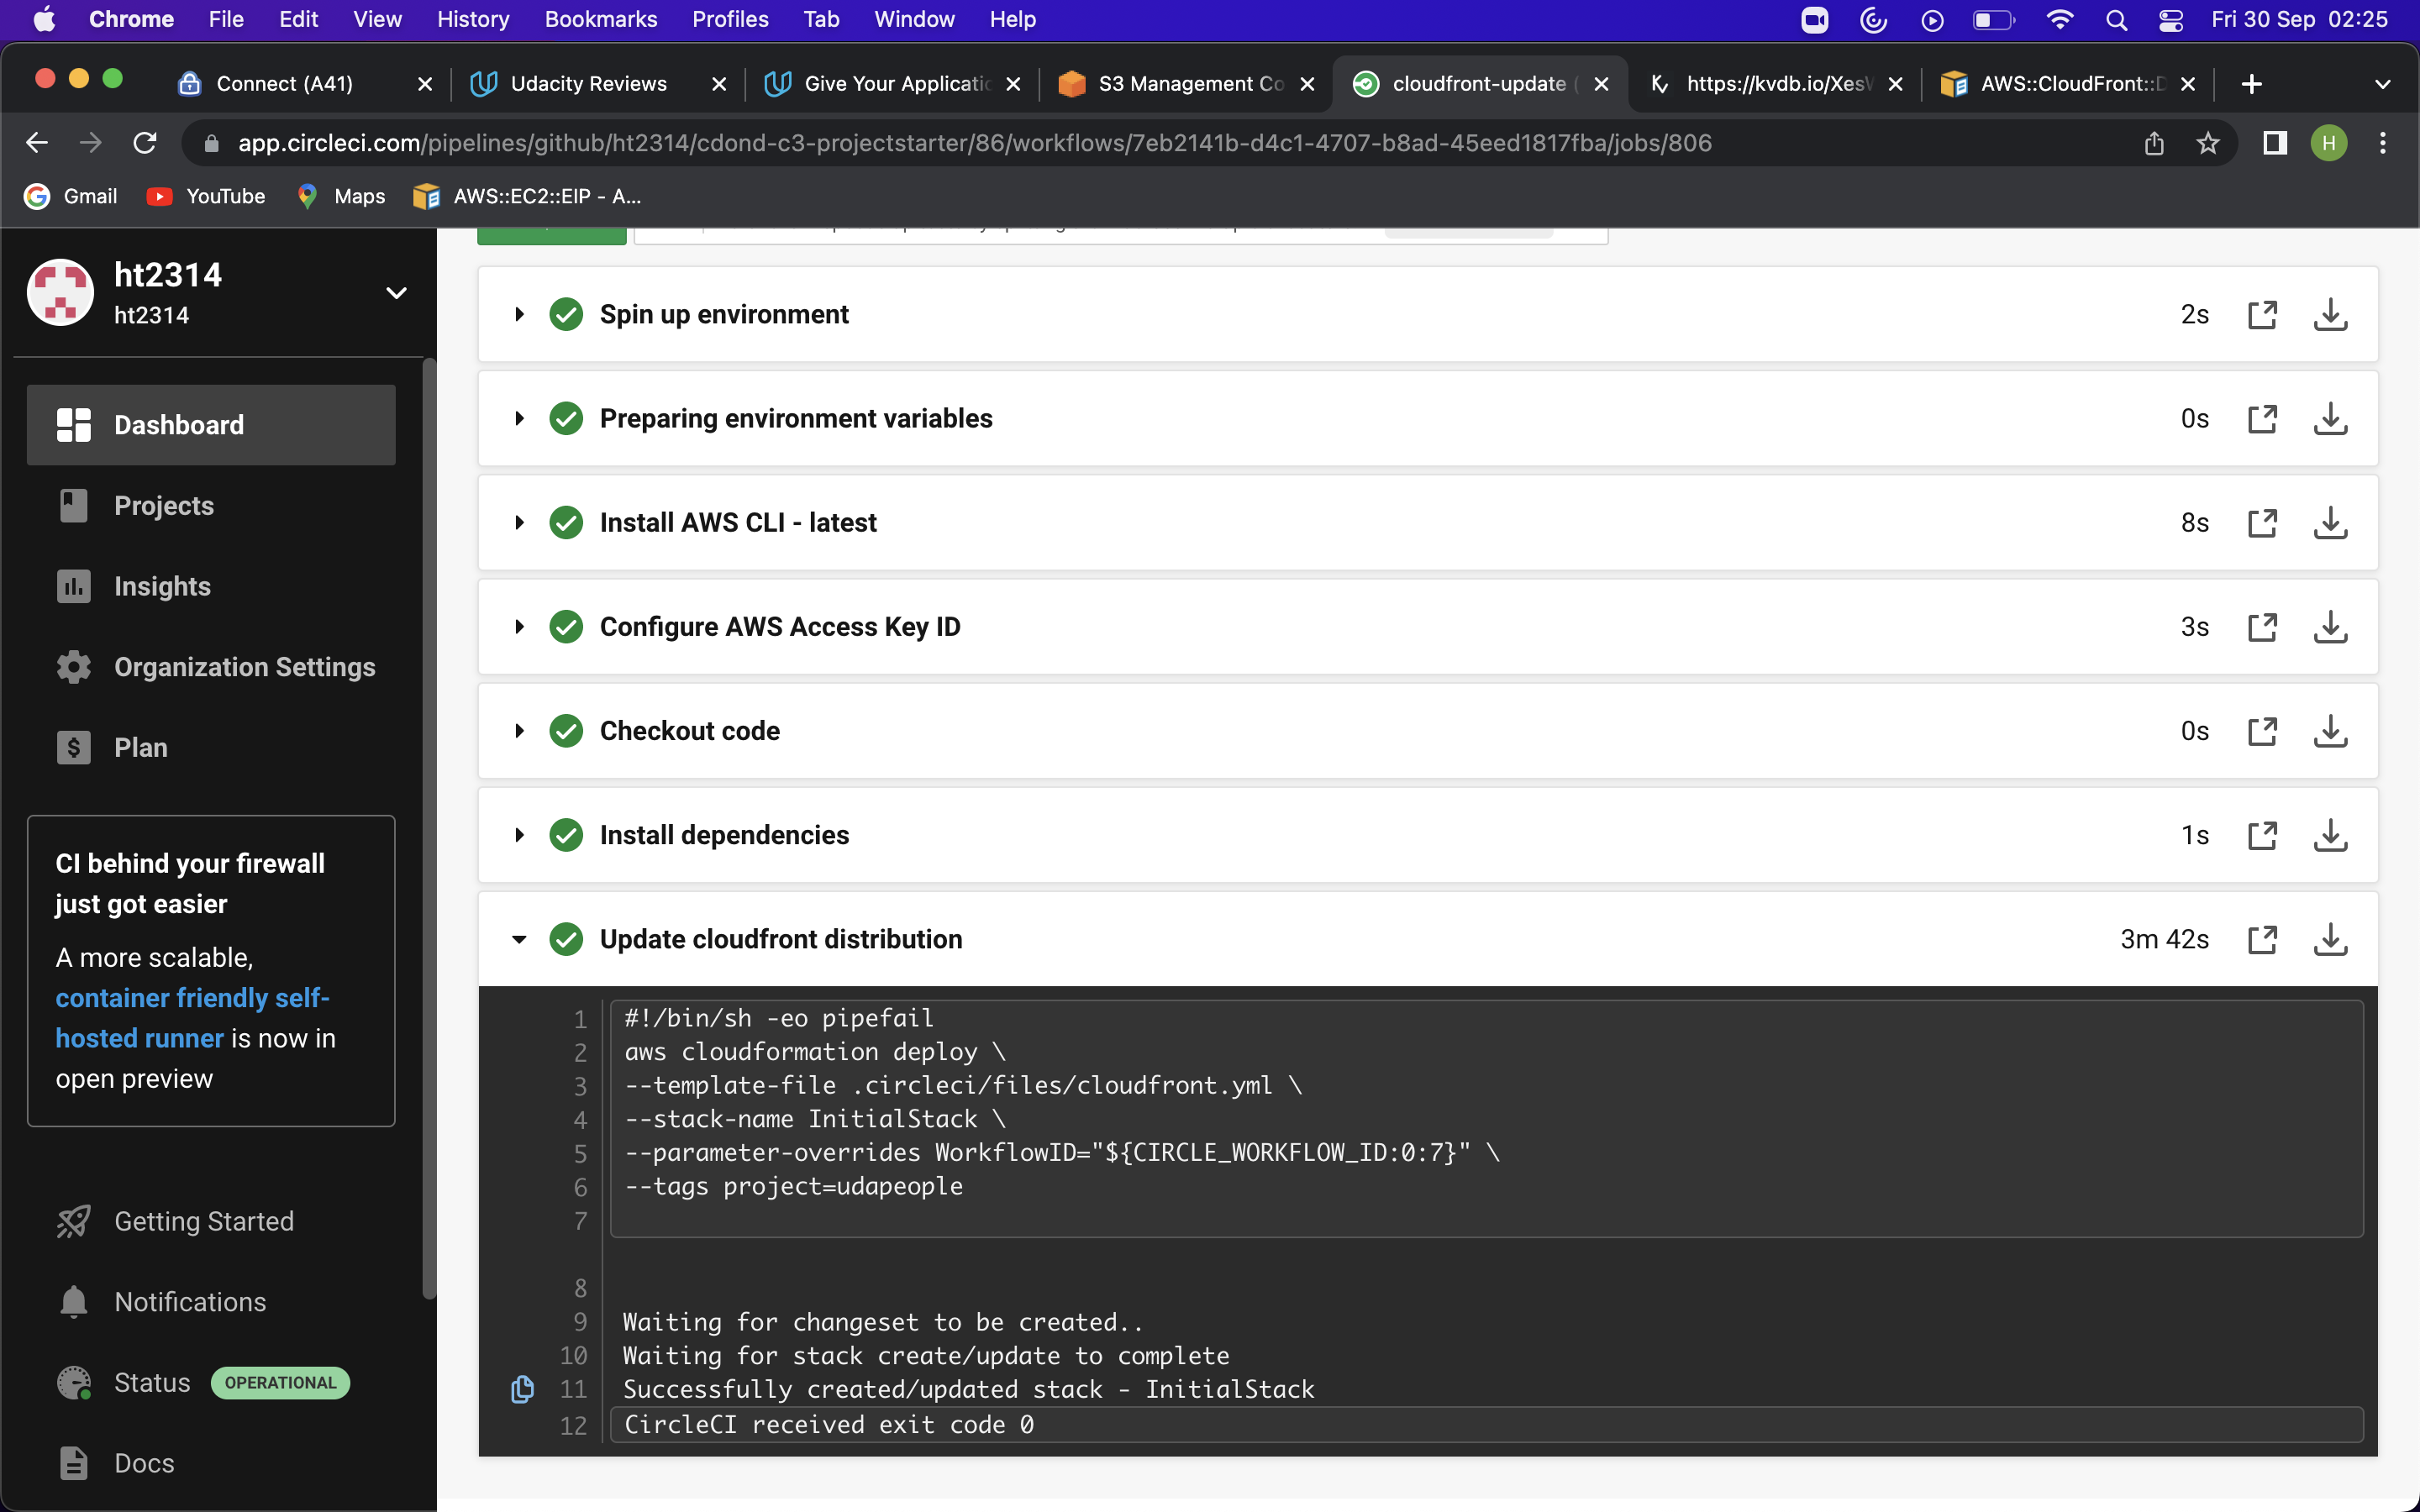 Chrome File Edit View History Bookmarks Profiles Tab Window Help Fri 30 Sep 02:25
Connect (A41) Udacity Reviews Give Your Applicatic S3 Management Co cloudfront-update ( https://kvdb.io/XesV AWS::CloudFront::D
app.circleci.com/pipelines/github/ht2314/cdond-c3-projectstarter/86/workflows/7eb2141b-d4c1-4707-b8ad-45eed1817fba/jobs/806 H
Gmail YouTube Maps AWS::EC2::EIP - A...
ht2314
ht2314
Dashboard
Projects
Insights
Organization Settings
Plan
CI behind your firewall
just got easier
A more scalable,
container friendly self-
hosted runner is now in
open preview
Getting Started
Notifications
Status OPERATIONAL
Docs
Spin up environment 2s
Preparing environment variables 0s
Install AWS CLI - latest 8s
Configure AWS Access Key ID 3s
Checkout code 0s
Install dependencies 1s
Update cloudfront distribution 3m 42s
1 #!/bin/sh -eo pipefail
2 aws cloudformation deploy \
3 --template-file .circleci/files/cloudfront.yml \
4 --stack-name InitialStack \
5 --parameter-overrides WorkflowID="${CIRCLE_WORKFLOW_ID:0:7}" \
6 --tags project=udapeople
7
8
9 Waiting for changeset to be created..
10 Waiting for stack create/update to complete
11 Successfully created/updated stack - InitialStack
12 CircleCI received exit code 0